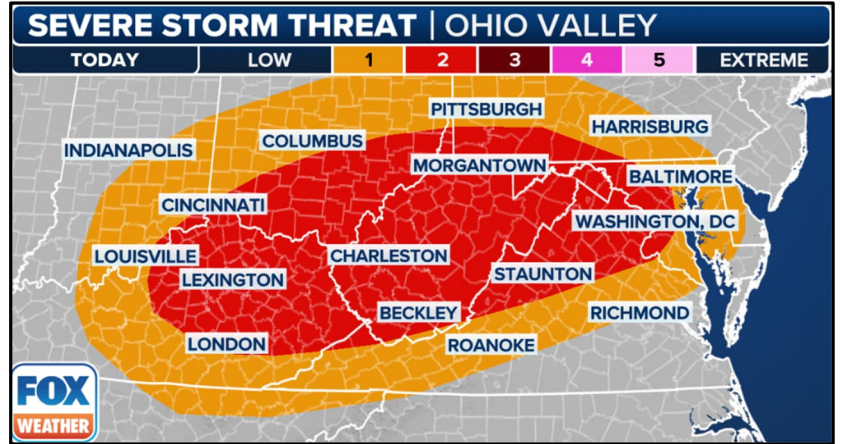 SEVERE STORM THREAT | OHIO VALLEY
TODAY LOW 1 2 3 4 5 EXTREME
PITTSBURGH
HARRISBURG
COLUMBUS
INDIANAPOLIS
MORGANTOWN
BALTIMORE
CINCINNATI
WASHINGTON, DC
LOUISVILLE
CHARLESTON
LEXINGTON
STAUNTON
BECKLEY
RICHMOND
LONDON
ROANOKE
FOX
WEATHER